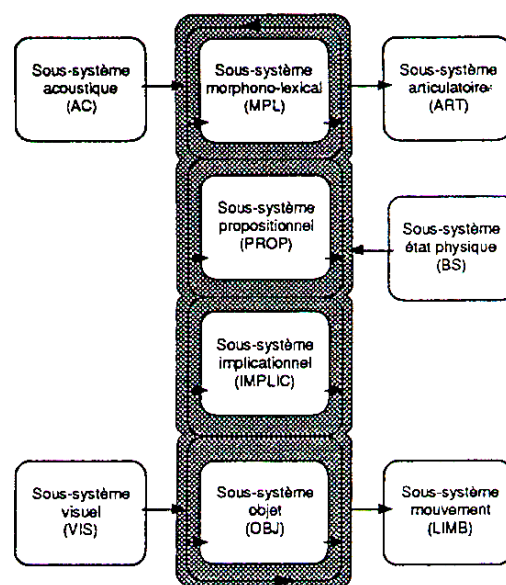 Sous-système
acoustique
(AC)
Sous-système
morphono-lexical
(MPL)
Sous-système
articulatoire
(ART)
Sous-système
propositionnel
(PROP)
Sous-système
état physique
(BS)
Sous-système
implicationnel
(IMPLIC)
Sous-système
visuel
(VIS)
Sous-système
objet
(OBJ)
Sous-système
mouvement
(LIMB)